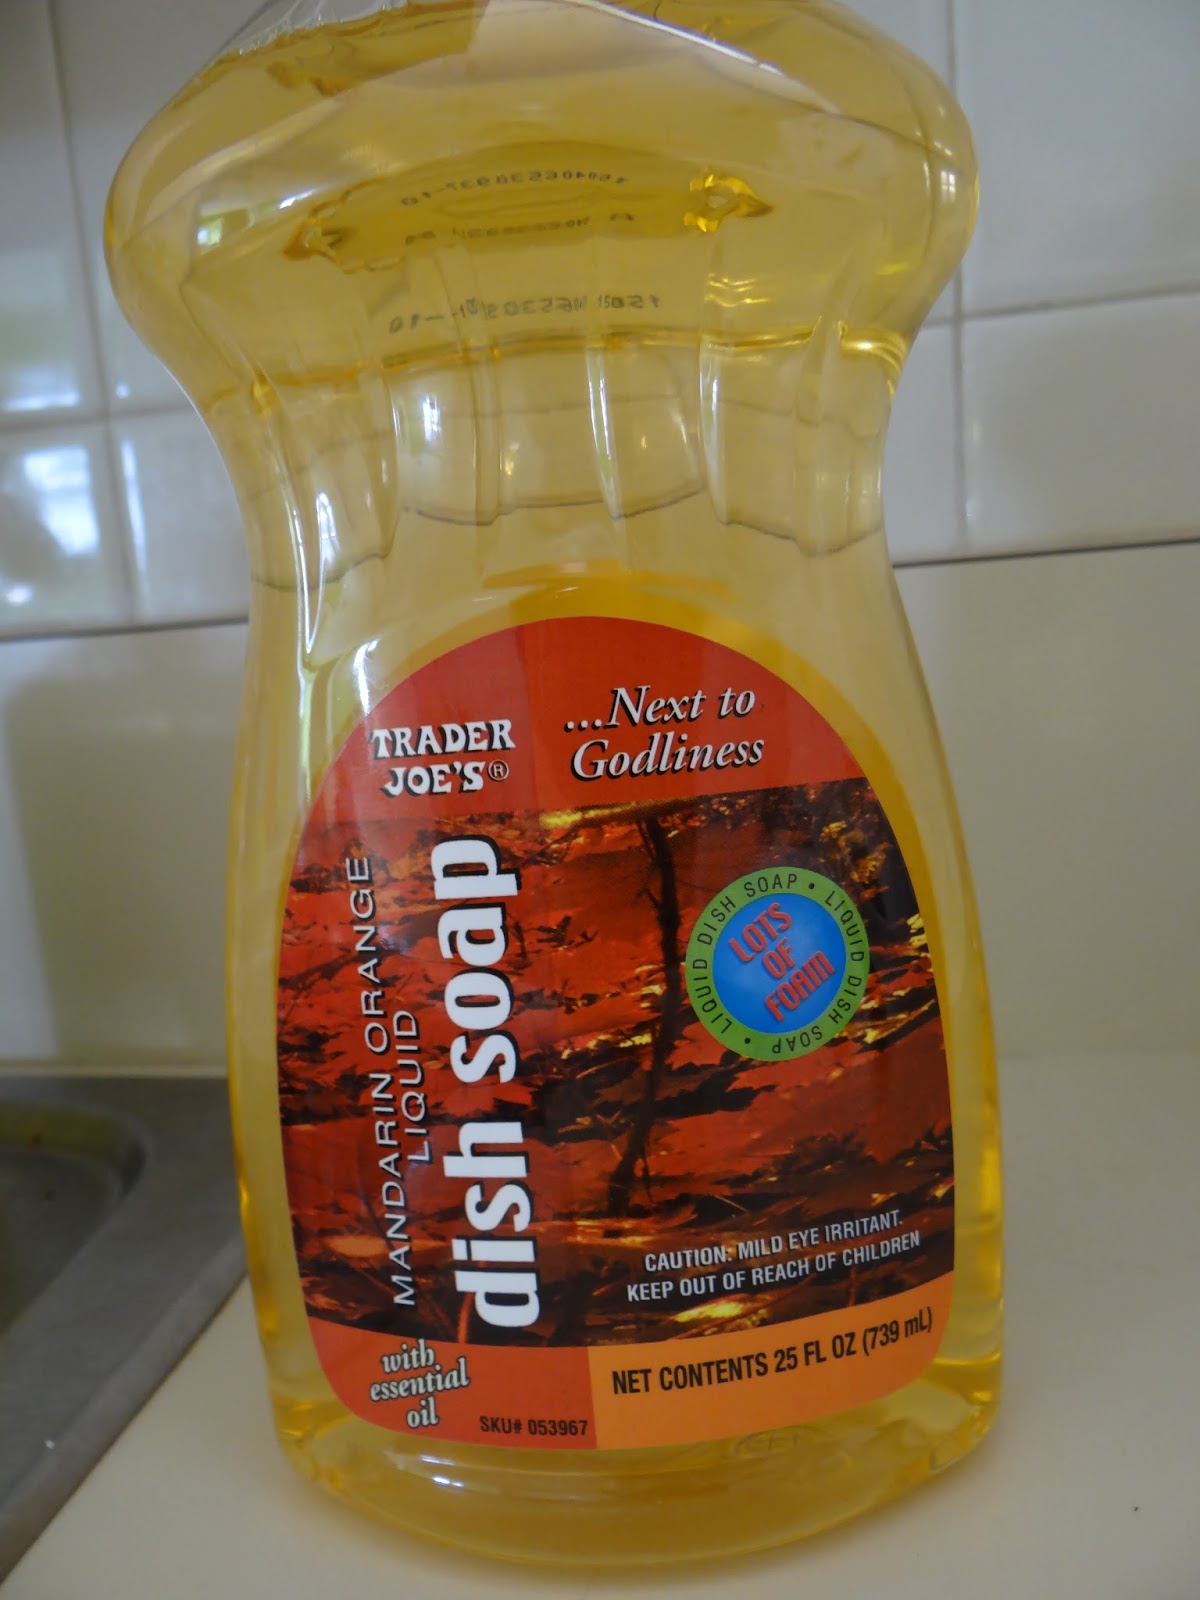 TRADER
JOE'S®
...Next to
Godliness
MANDARIN ORANGE
LIQUID
dish soap
LIQUID DISH SOAP • LIQUID DISH SOAP •
LOTS
OF
FOAM
CAUTION: MILD EYE IRRITANT.
KEEP OUT OF REACH OF CHILDREN
with
essential
oil
SKU# 053967
NET CONTENTS 25 FL OZ (739 mL)